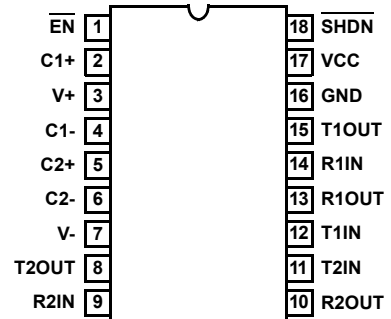 EN 1 18 SHDN
C1+ 2 17 VCC
V+ 3 16 GND
C1- 4 15 T1OUT
C2+ 5 14 R1IN
C2- 6 13 R1OUT
V- 7 12 T1IN
T2OUT 8 11 T2IN
R2IN 9 10 R2OUT